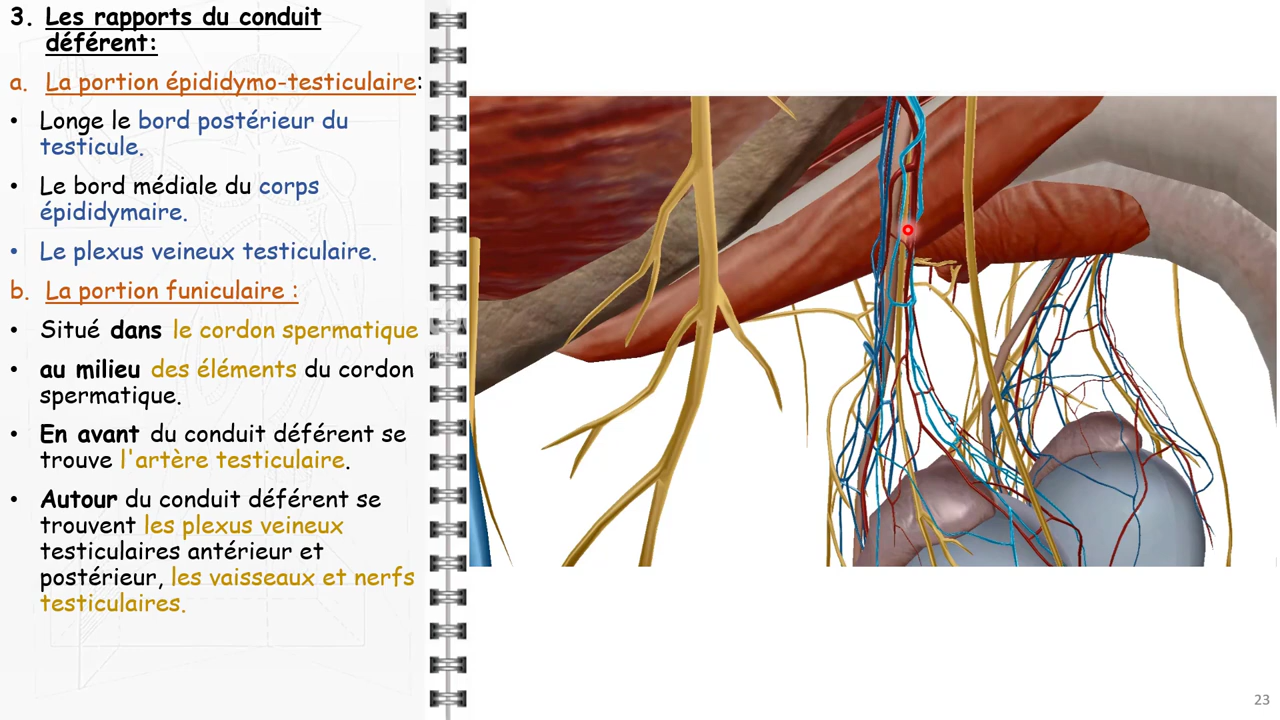 3. Les rapports du conduit
déférent:
a. La portion épididymo-testiculaire:
• Longe le bord postérieur du
testicule.
• Le bord médiale du corps
épididymaire.
• Le plexus veineux testiculaire.
b. La portion funiculaire :
• Situé dans le cordon spermatique
• au milieu des éléments du cordon
spermatique.
• En avant du conduit déférent se
trouve l'artère testiculaire.
• Autour du conduit déférent se
trouvent les plexus veineux
testiculaires antérieur et
postérieur, les vaisseaux et nerfs
testiculaires.
23